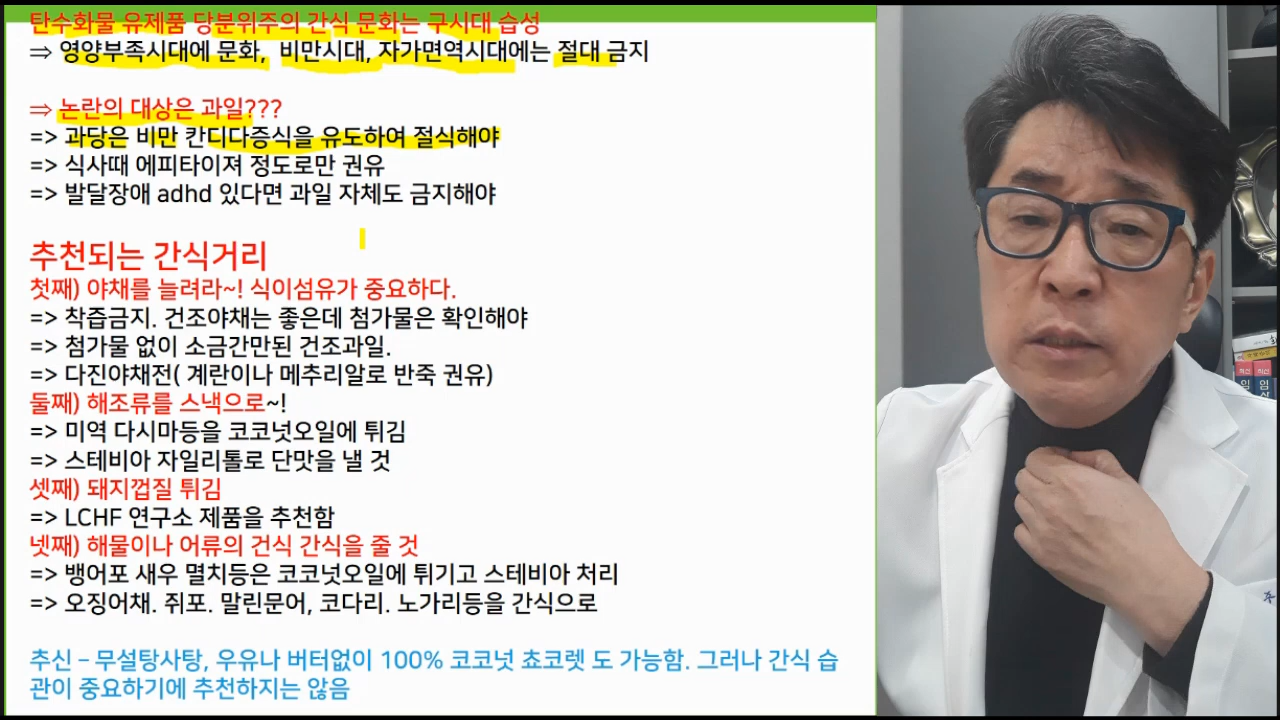 탄수화물 유제품 당분위주의 간식 문화는 구시대 습성
⇒ 영양부족시대에 문화, 비만시대, 자가면역시대에는 절대 금지
⇒ 논란의 대상은 과일???
=> 과당은 비만 칸디다증식을 유도하여 절식해야
=> 식사때 에피타이져 정도로만 권유
=> 발달장애 adhd 있다면 과일 자체도 금지해야
추천되는 간식거리
첫째) 야채를 늘려라~! 식이섬유가 중요하다.
=> 착즙금지. 건조야채는 좋은데 첨가물은 확인해야
=> 첨가물 없이 소금간만된 건조과일.
=> 다진야채전( 계란이나 메추리알로 반죽 권유)
둘째) 해조류를 스낵으로~!
=> 미역 다시마등을 코코넛오일에 튀김
=> 스테비아 자일리톨로 단맛을 낼 것
셋째) 돼지껍질 튀김
=> LCHF 연구소 제품을 추천함
넷째) 해물이나 어류의 건식 간식을 줄 것
=> 뱅어포 새우 멸치등은 코코넛오일에 튀기고 스테비아 처리
=> 오징어채. 쥐포. 말린문어, 코다리. 노가리등을 간식으로
추신 – 무설탕사탕, 우유나 버터없이 100% 코코넛 쵸코렛 도 가능함. 그러나 간식 습
관이 중요하기에 추천하지는 않음